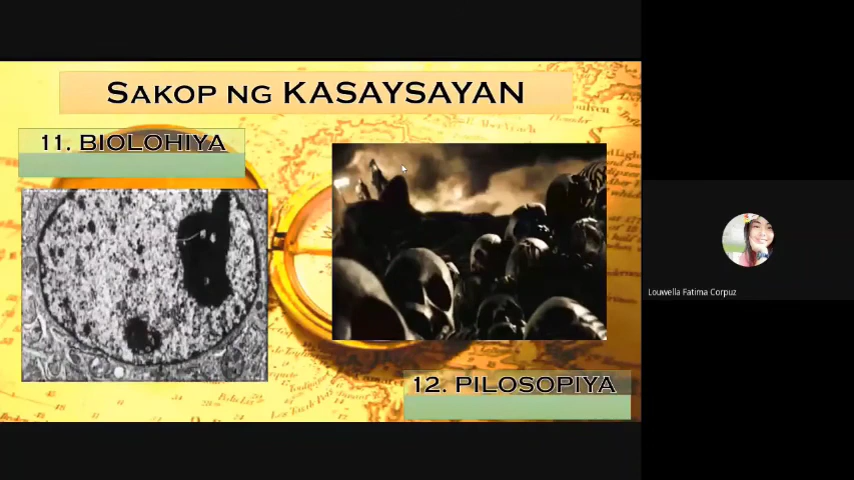 SAKOP NG KASAYSAYAN
11. BIOLOHIYA
12. PILOSOPIYA
Louwella Fatima Corpuz